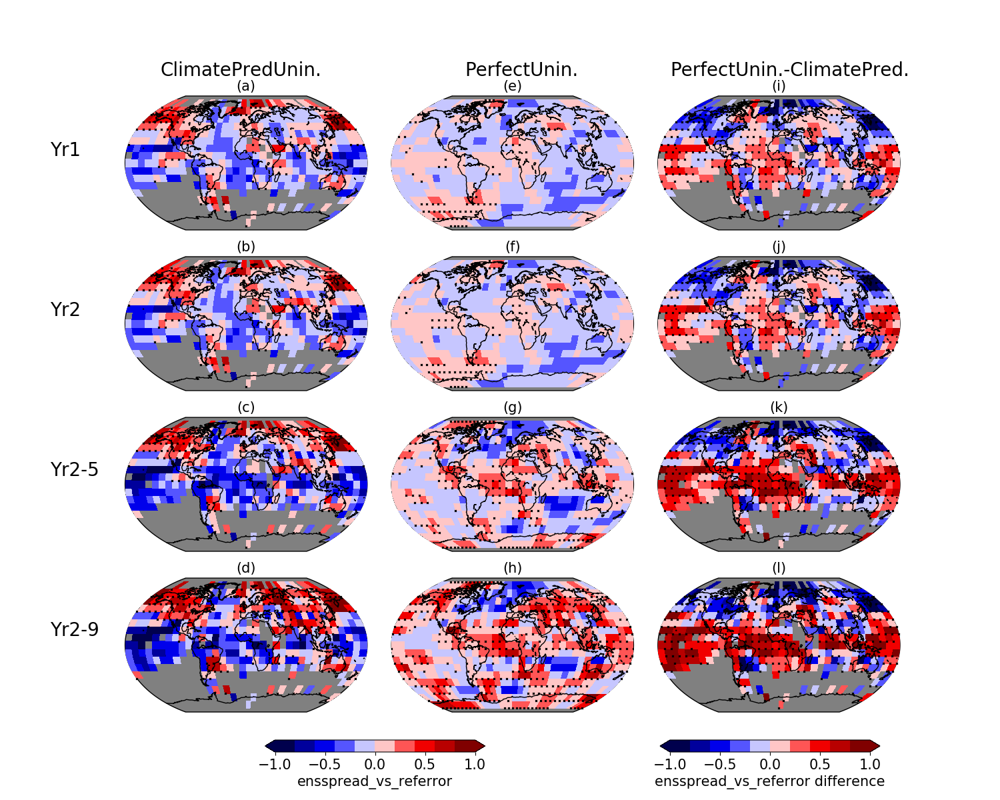 ClimatePredUnin. PerfectUnin. PerfectUnin.-ClimatePred.
(a) (e) (i)
Yr1
(b) (f) (j)
Yr2
(c) (g) (k)
Yr2-5
(d) (h) (l)
Yr2-9
−1.0 −0.5 0.0 0.5 1.0 −1.0 −0.5 0.0 0.5 1.0
ensspread_vs_referror ensspread_vs_referror difference